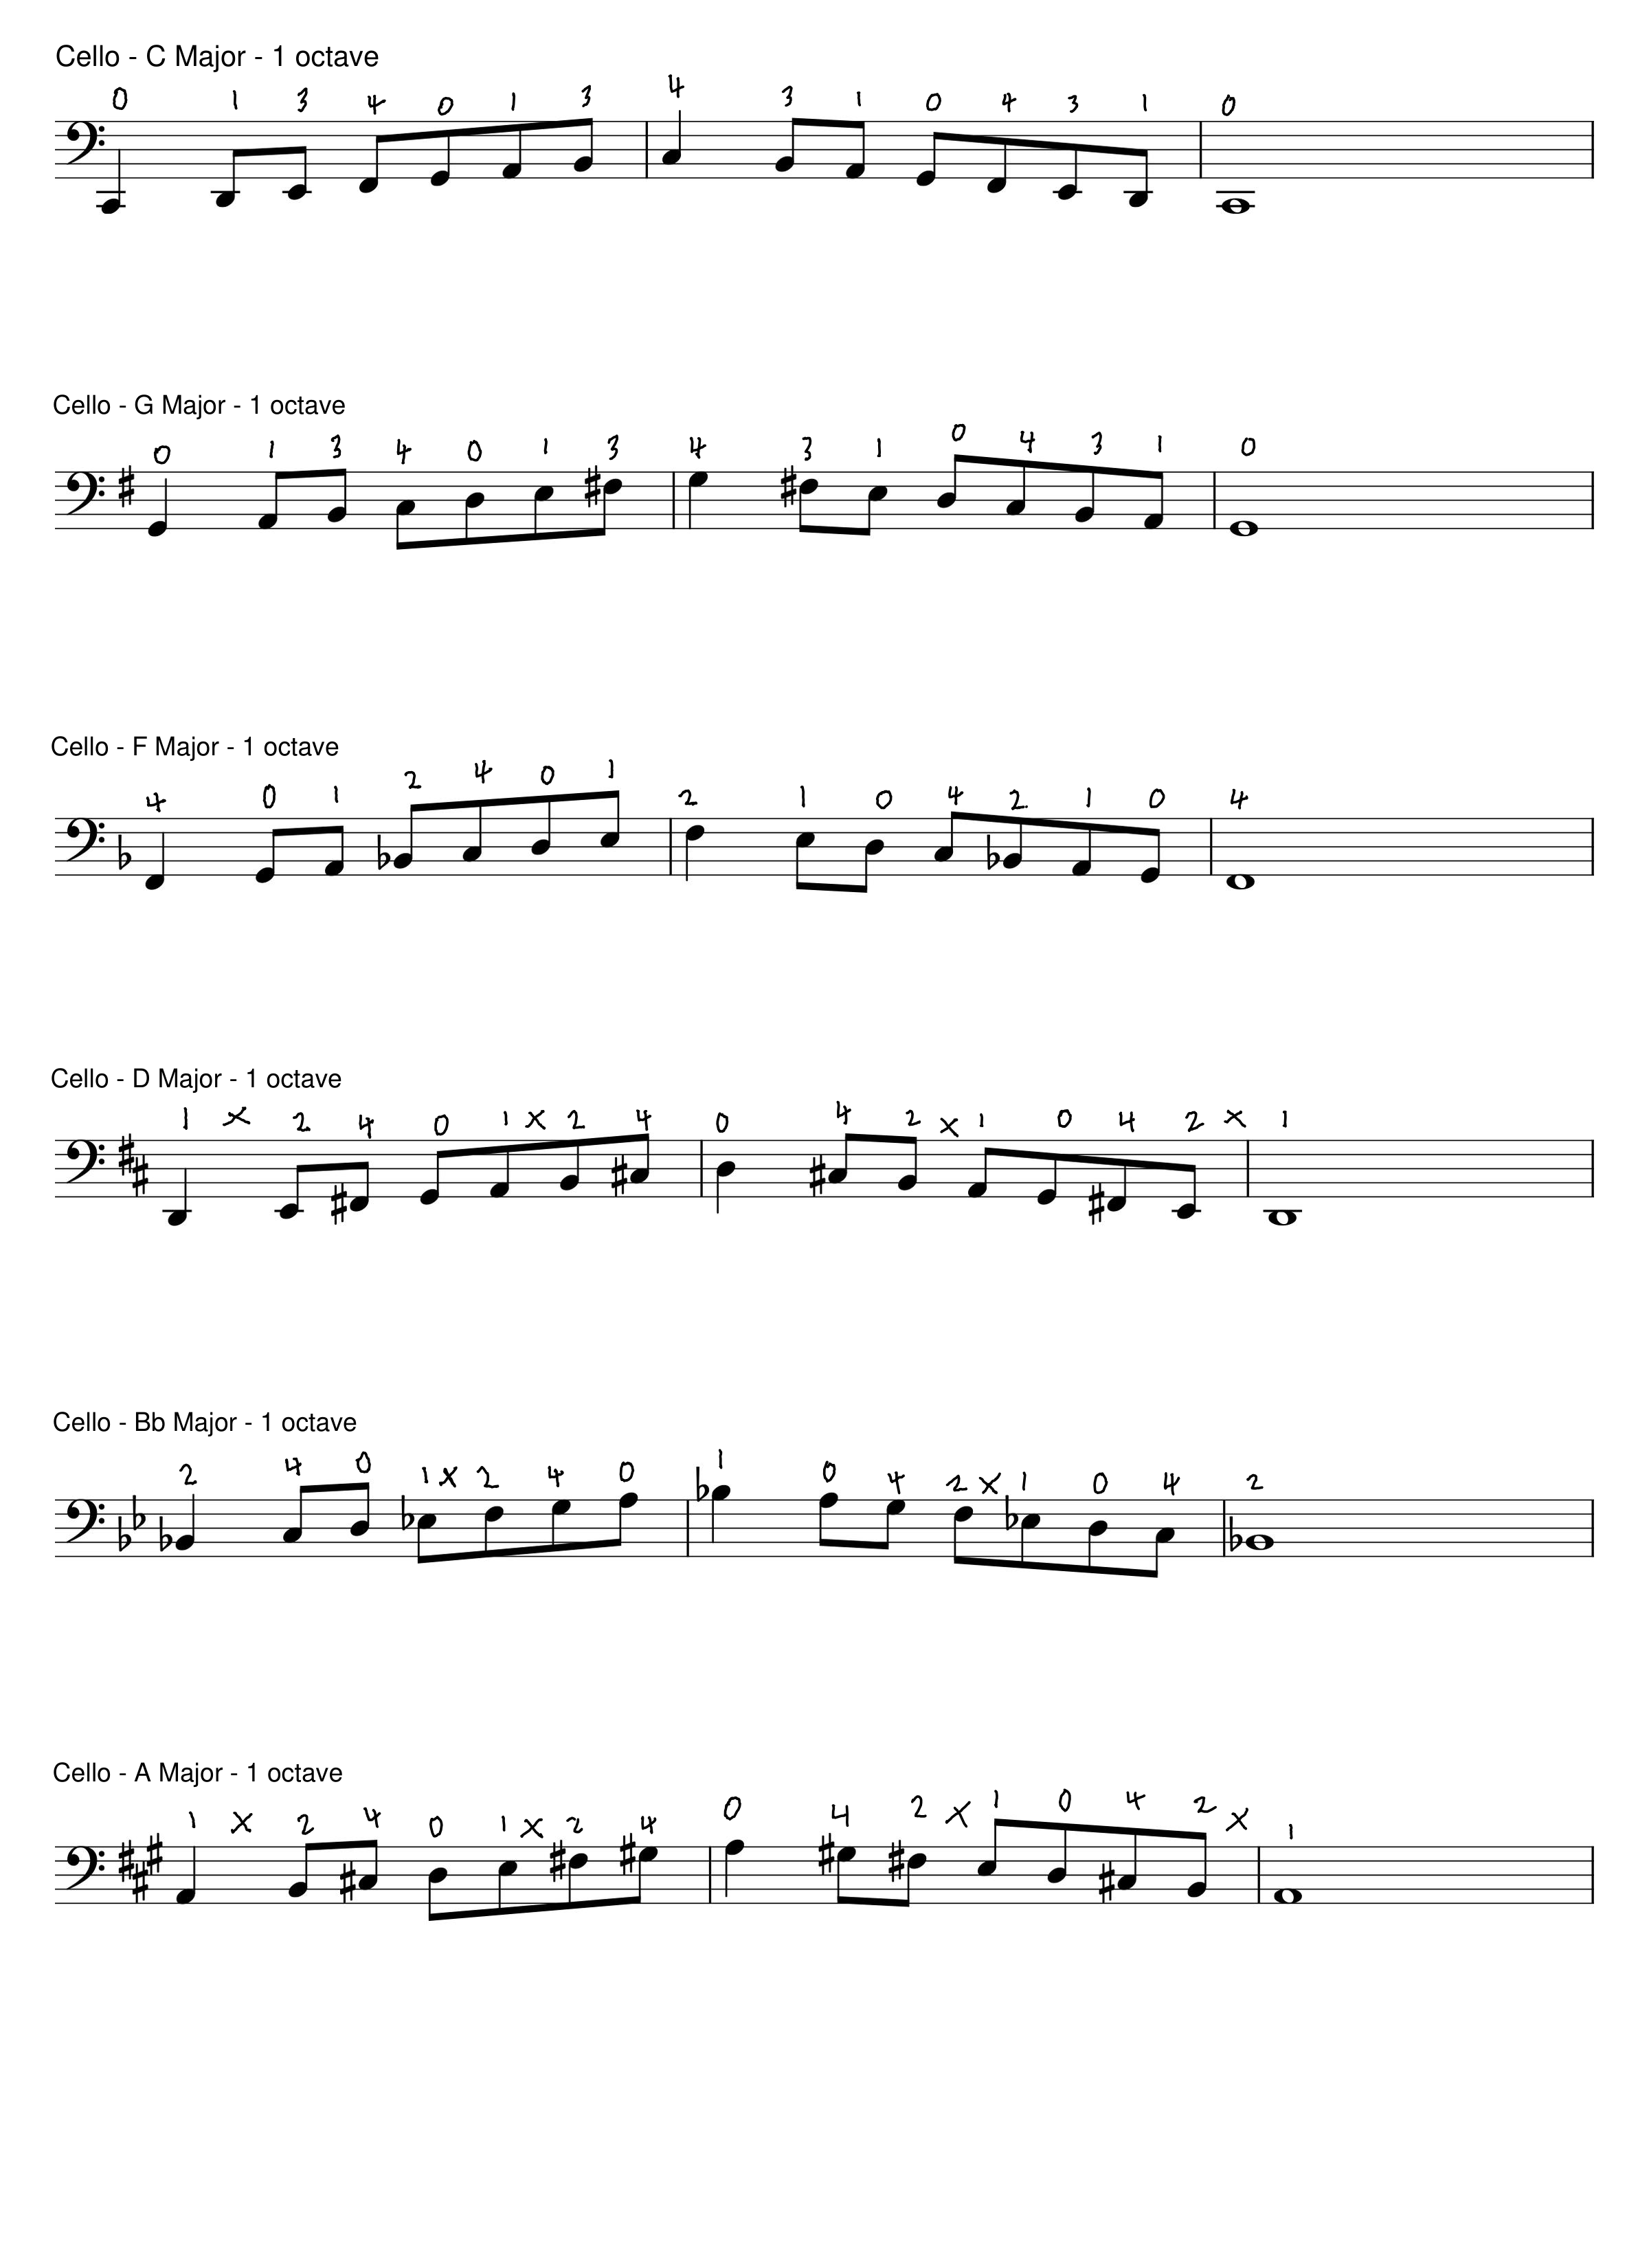 Cello - C Major - 1 octave
0 1 3 4 0 1 3 4 3 1 0 4 3 1 0
Cello - G Major - 1 octave
0 1 3 4 0 1 3 4 3 1 0 4 3 1 0
Cello - F Major - 1 octave
4 0 1 2 4 0 1 2 1 0 4 2 1 0 4
Cello - D Major - 1 octave
1 x 2 4 0 1 x 2 4 0 4 2 x 1 0 4 2 x 1
Cello - Bb Major - 1 octave
2 4 0 1 x 2 4 0 1 0 4 2 x 1 0 4 2
Cello - A Major - 1 octave
1 x 2 4 0 1 x 2 4 0 4 2 x 1 0 4 2 x 1